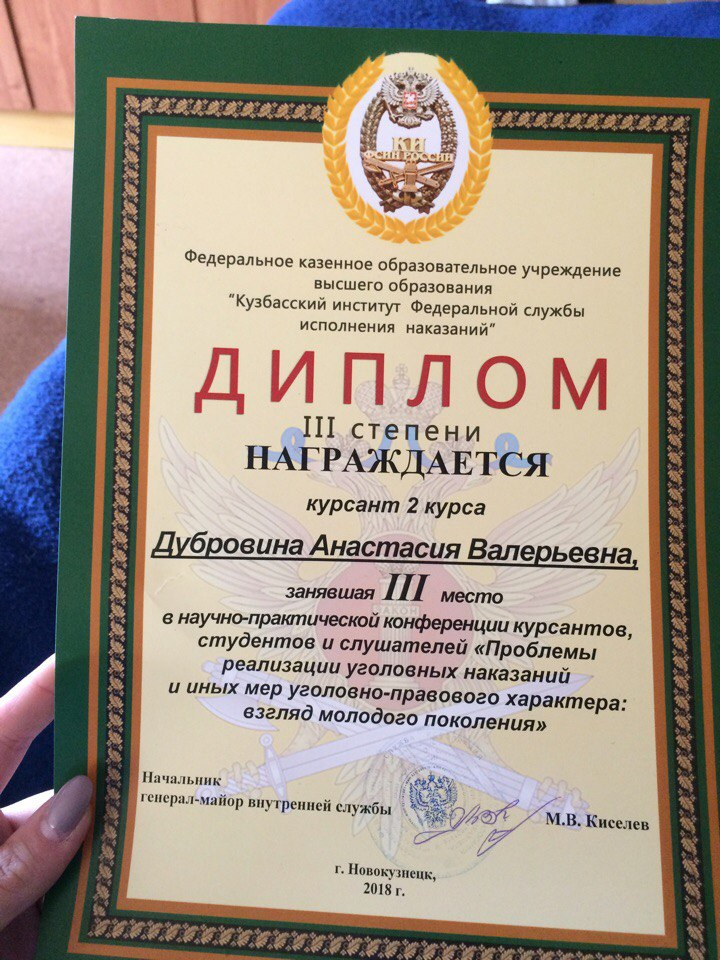 КИ
ФСИН РОССИИ
Федеральное казенное образовательное учреждение
высшего образования
"Кузбасский институт Федеральной службы
исполнения наказаний"
ДИПЛОМ
III степени
НАГРАЖДАЕТСЯ
курсант 2 курса
Дубровина Анастасия Валерьевна,
занявшая III место
ЗАКОН
в научно-практической конференции курсантов,
студентов и слушателей «Проблемы
реализации уголовных наказаний
и иных мер уголовно-правового характера:
взгляд молодого поколения»
Начальник
генерал-майор внутренней службы
М.В. Киселев
г. Новокузнецк,
2018 г.